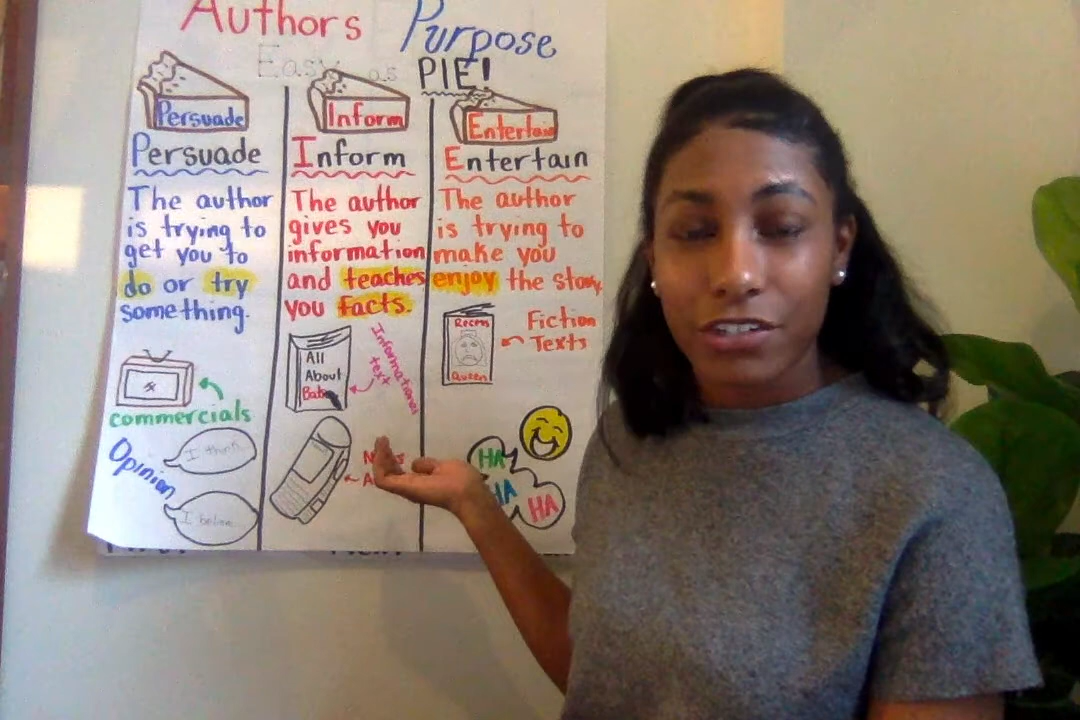 Authors Purpose
Easy as PIE!
Persuade
Persuade
The author
is trying to
get you to
do or try
something.
commercials
Opinion
I think
I believe
Inform
Inform
The author
gives you
information
and teaches
you facts.
All
About
Informational
text
Entertain
Entertain
The author
is trying to
make you
enjoy the story.
Recess
Queen
Fiction
Texts
HA
HA
HA